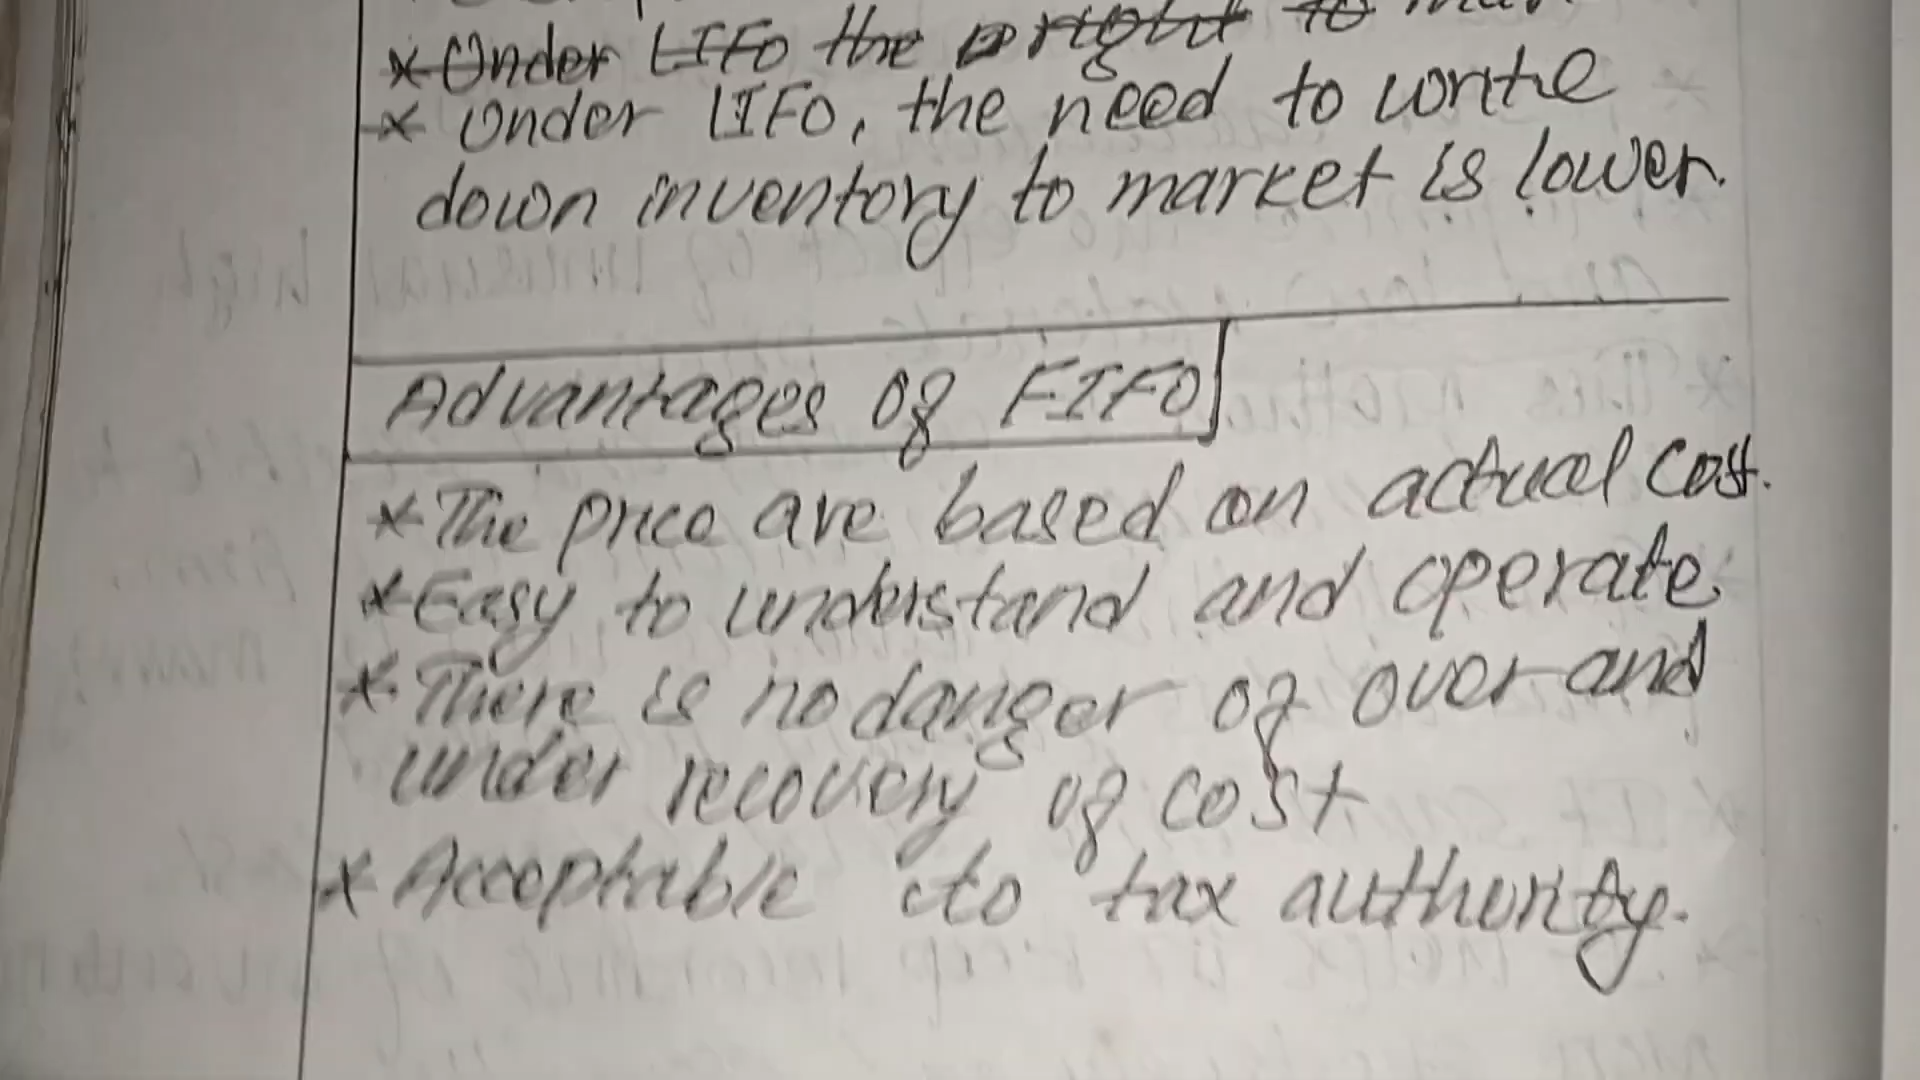 * Under LIFO the right to
* Under LIFO, the need to write
down inventory to market is lower.
Advantages of FIFO
* The price are based on actual cost.
* Easy to understand and operate.
* There is no danger of over and
under recovery of cost
* Acceptable to tax authority.